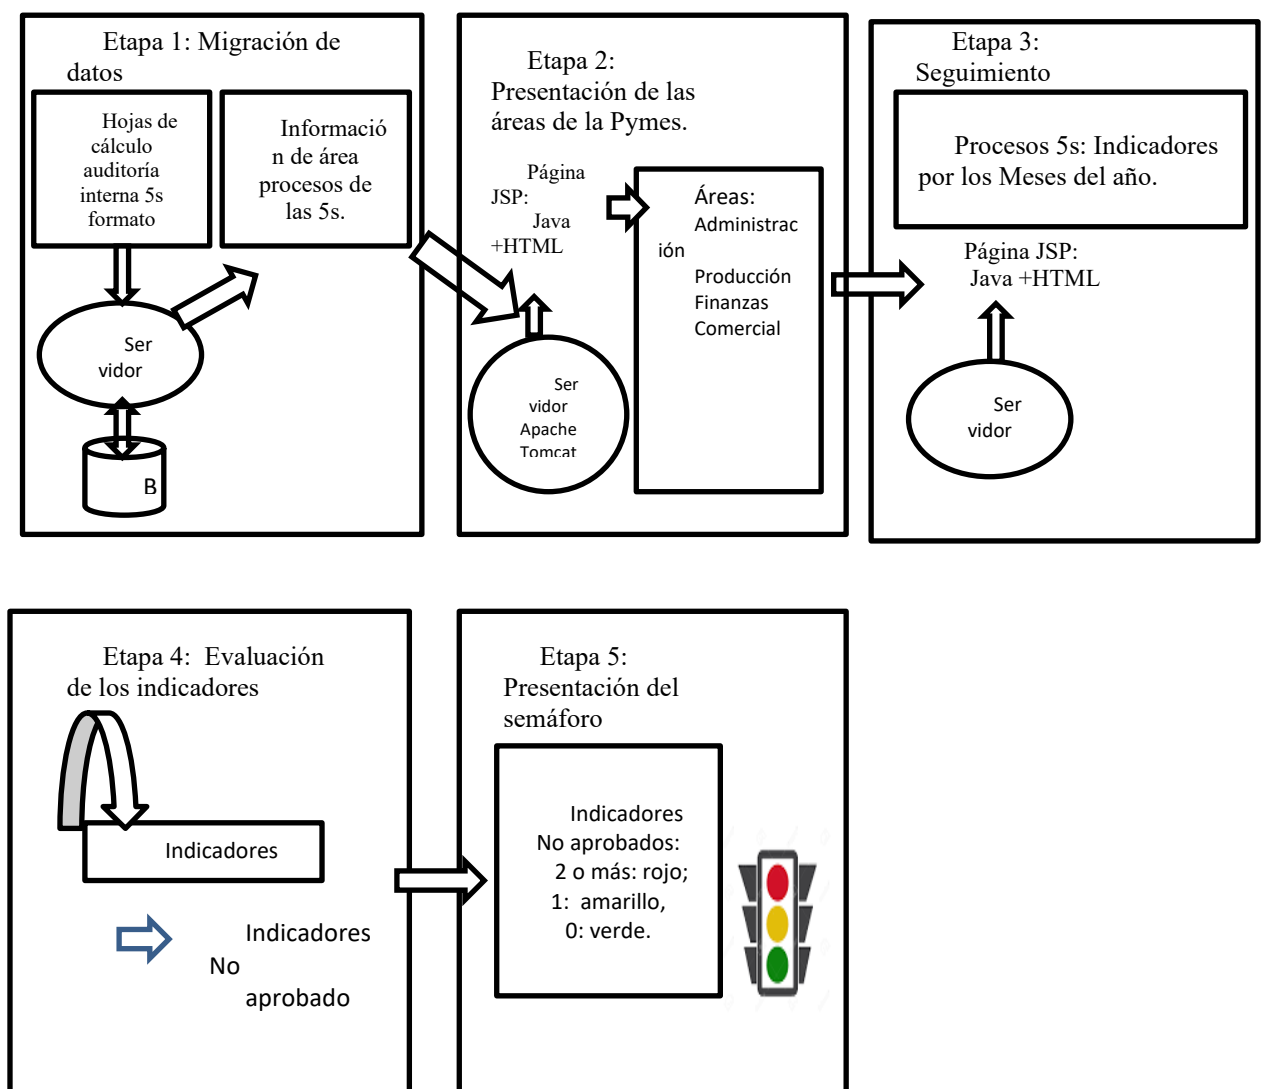 Etapa 1: Migración de
datos
Hojas de
cálculo
auditoría
interna 5s
formato
Informació
n de área
procesos de
las 5s.
Ser
vidor
B
Etapa 2:
Presentación de las
áreas de la Pymes.
Página
JSP:
Java
+HTML
Áreas:
Administrac
ión
Producción
Finanzas
Comercial
Ser
vidor
Apache
Tomcat
Etapa 3:
Seguimiento
Procesos 5s: Indicadores
por los Meses del año.
Página JSP:
Java +HTML
Ser
vidor
Etapa 4: Evaluación
de los indicadores
Indicadores
Indicadores
No
aprobado
Etapa 5:
Presentación del
semáforo
Indicadores
No aprobados:
2 o más: rojo;
1: amarillo,
0: verde.